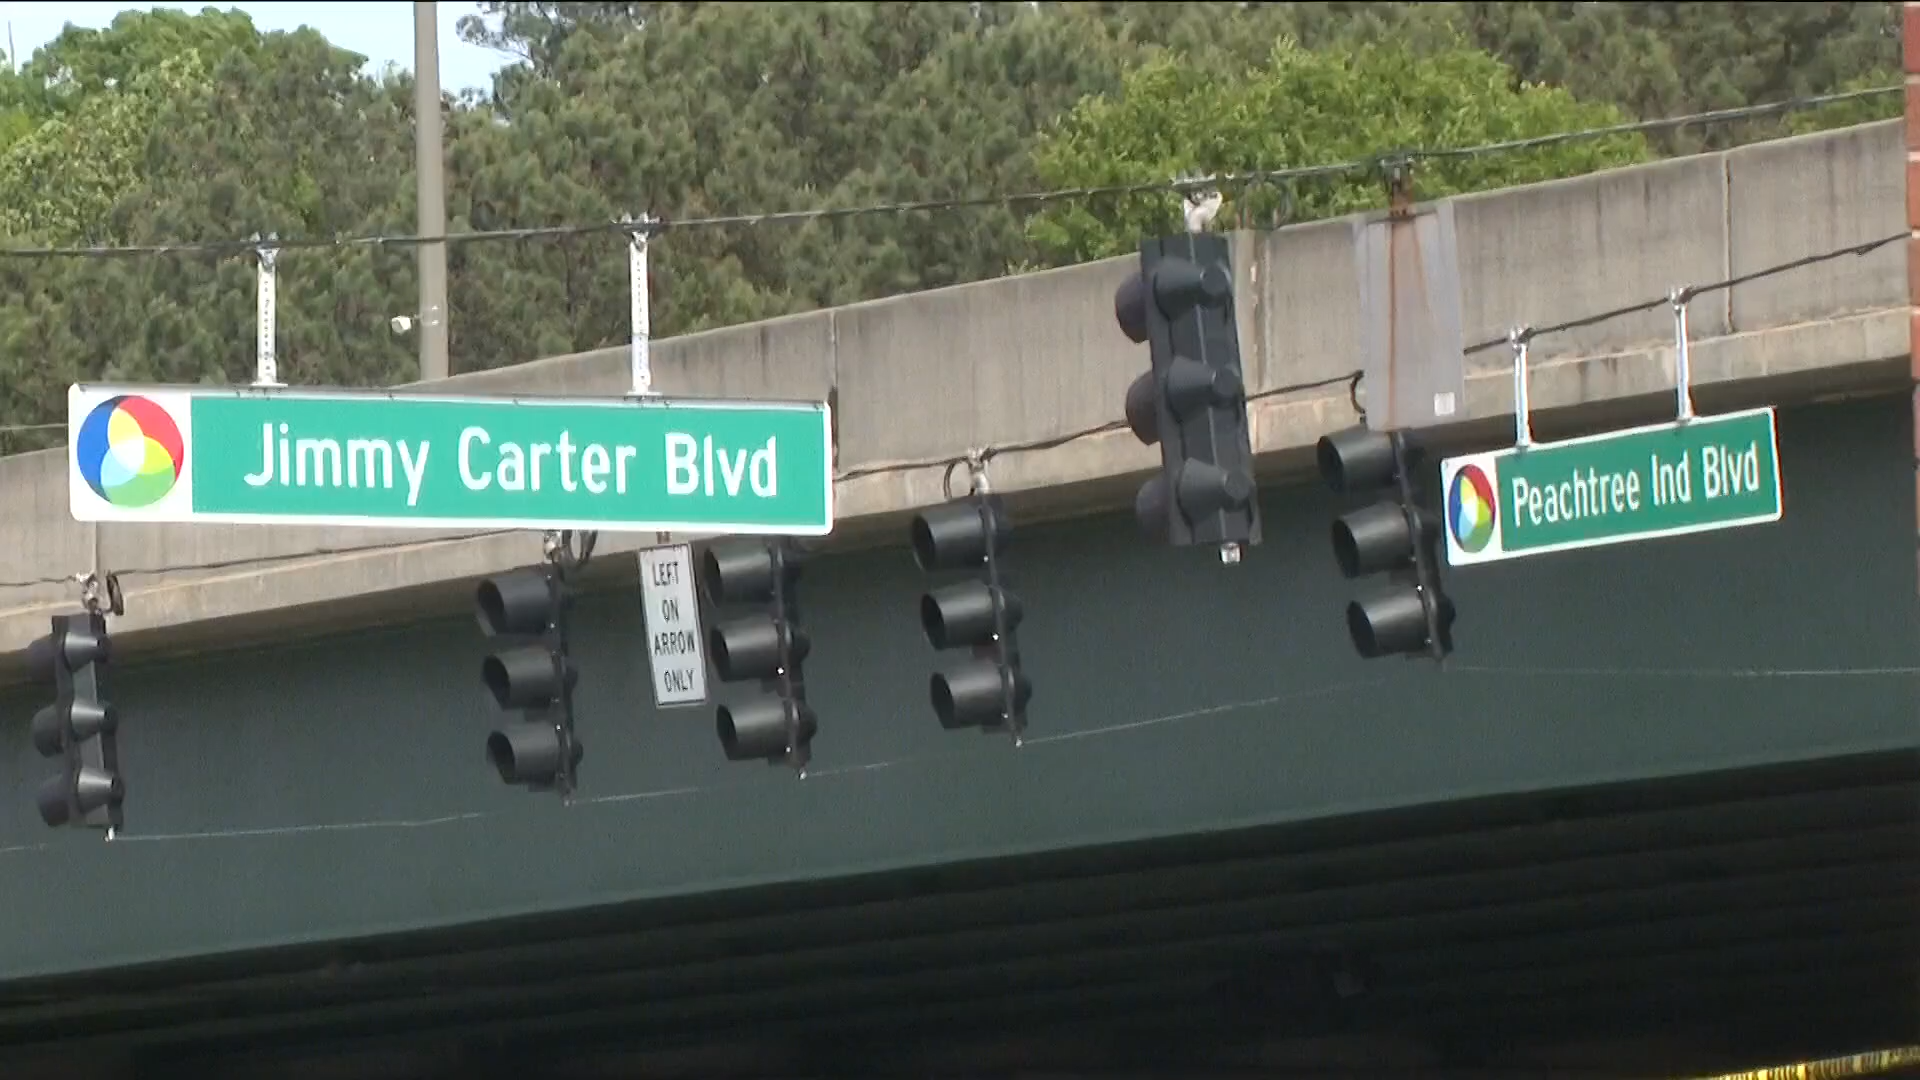 Jimmy Carter Blvd
Peachtree Ind Blvd
LEFT
ON
ARROW
ONLY